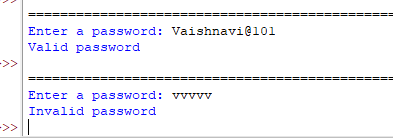 >>
==================================================
Enter a password: Vaishnavi@101
Valid password
>>
==================================================
Enter a password: vvvvv
Invalid password
>>